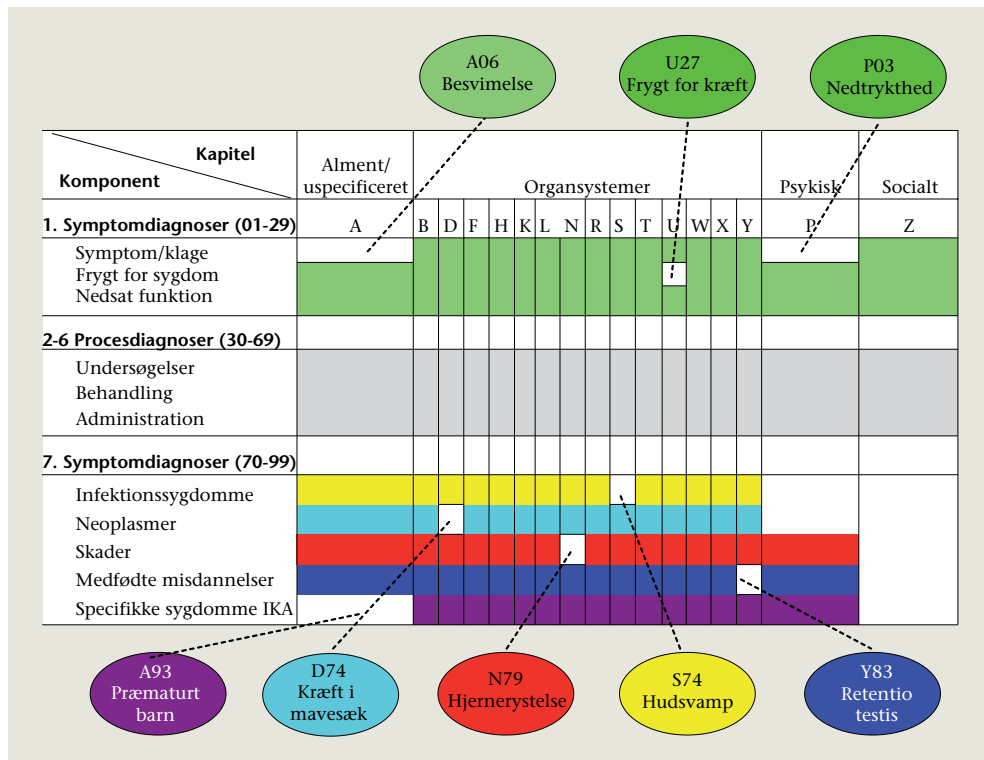 A06
Besvimelse
U27
Frygt for kræft
P03
Nedtrykthed
Kapitel
Komponent
Alment/
uspecificeret
Organsystemer
Psykisk
Socialt
1. Symptomdiagnoser (01-29)
A B D F H K L N R S T U W X Y P Z
Symptom/klage
Frygt for sygdom
Nedsat funktion
2-6 Procesdiagnoser (30-69)
Undersøgelser
Behandling
Administration
7. Symptomdiagnoser (70-99)
Infektionssygdomme
Neoplasmer
Skader
Medfødte misdannelser
Specifikke sygdomme IKA
A93
Præmaturt
barn
D74
Kræft i
mavesæk
N79
Hjernerystelse
S74
Hudsvamp
Y83
Retentio
testis